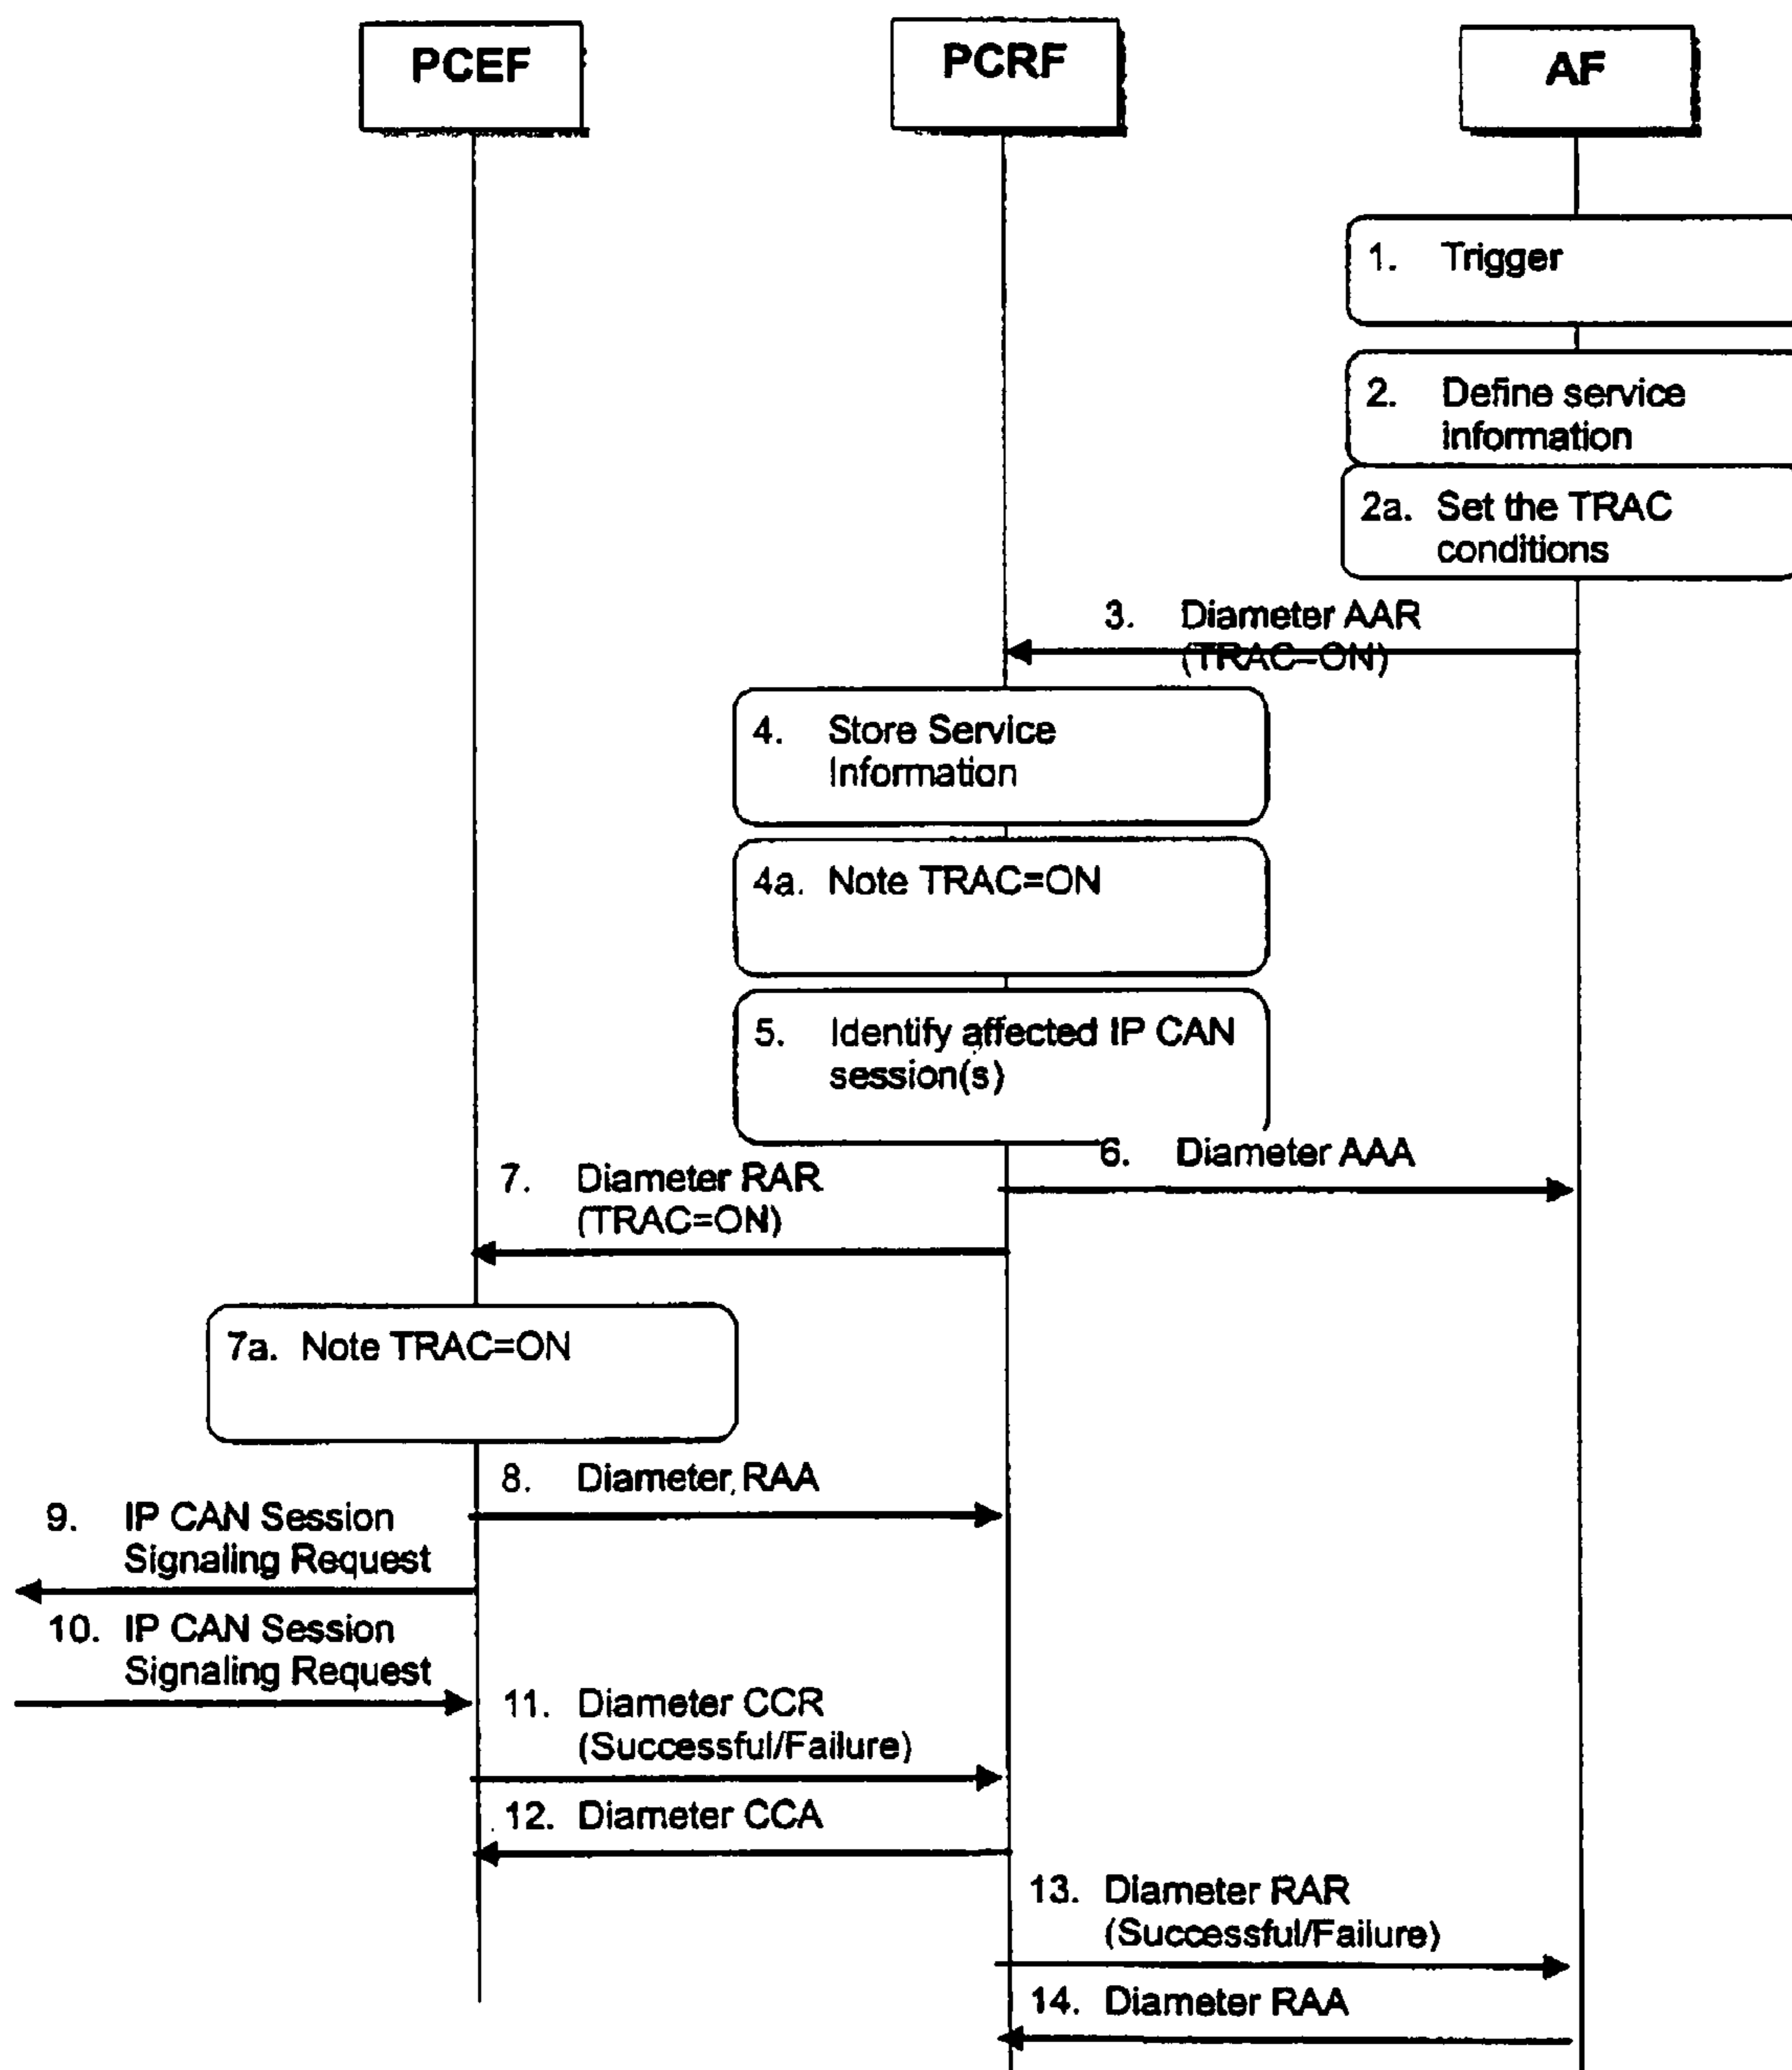 PCEF
PCRF
AF
1. Trigger
2. Define service
information
2a. Set the TRAC
conditions
3. Diameter AAR
(TRAC=ON)
4. Store Service
Information
4a. Note TRAC=ON
5. Identify affected IP CAN
session(s)
6. Diameter AAA
7. Diameter RAR
(TRAC=ON)
7a. Note TRAC=ON
8. Diameter RAA
9. IP CAN Session
Signaling Request
10. IP CAN Session
Signaling Request
11. Diameter CCR
(Successful/Failure)
12. Diameter CCA
13. Diameter RAR
(Successful/Failure)
14. Diameter RAA